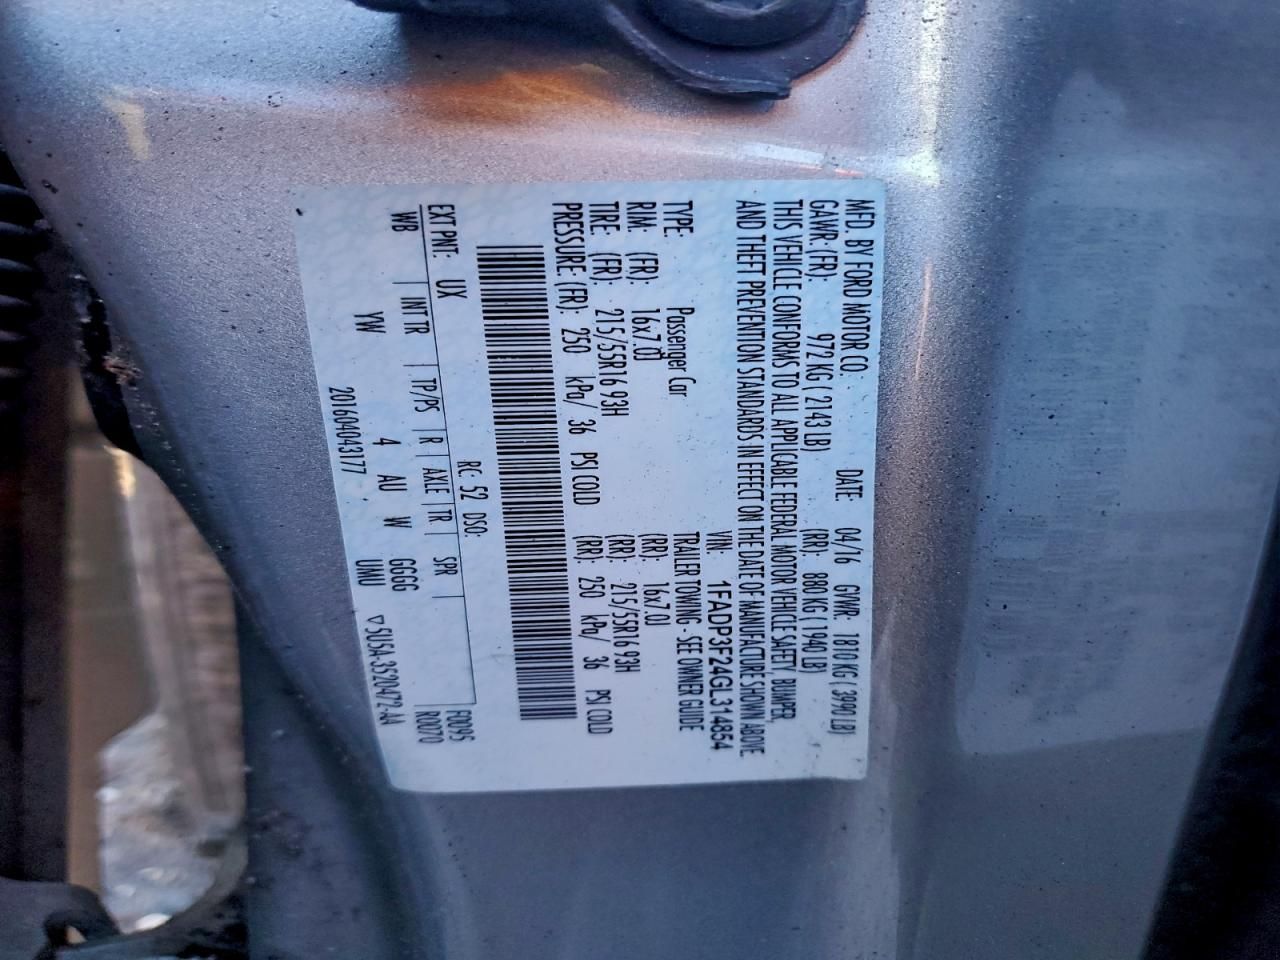 MFD. BY FORD MOTOR CO.
DATE: 04/16 GVWR: 1810 KG ( 3990 LB)
GAWR: (FR): 972 KG ( 2143 LB) (RR): 880 KG ( 1940 LB)
THIS VEHICLE CONFORMS TO ALL APPLICABLE FEDERAL MOTOR VEHICLE SAFETY, BUMPER,
AND THEFT PREVENTION STANDARDS IN EFFECT ON THE DATE OF MANUFACTURE SHOWN ABOVE.
VIN: 1FADP3F24GL314854
TYPE: Passenger Car TRAILER TOWING - SEE OWNER GUIDE
RIM: (FR): 16x7.0J (RR): 16x7.0J
TIRE: (FR): 215/55R16 93H (RR): 215/55R16 93H
PRESSURE (FR): 250 kPa/ 36 PSI COLD (RR): 250 kPa/ 36 PSI COLD
EXT PNT: UX RC: 52 DSO: F0095
WB INT TR TP/PS R AXLE TR SPR R0070
YW 4 AU W GGGG
201604043177 UMU ▽5U5A-3520472-AA